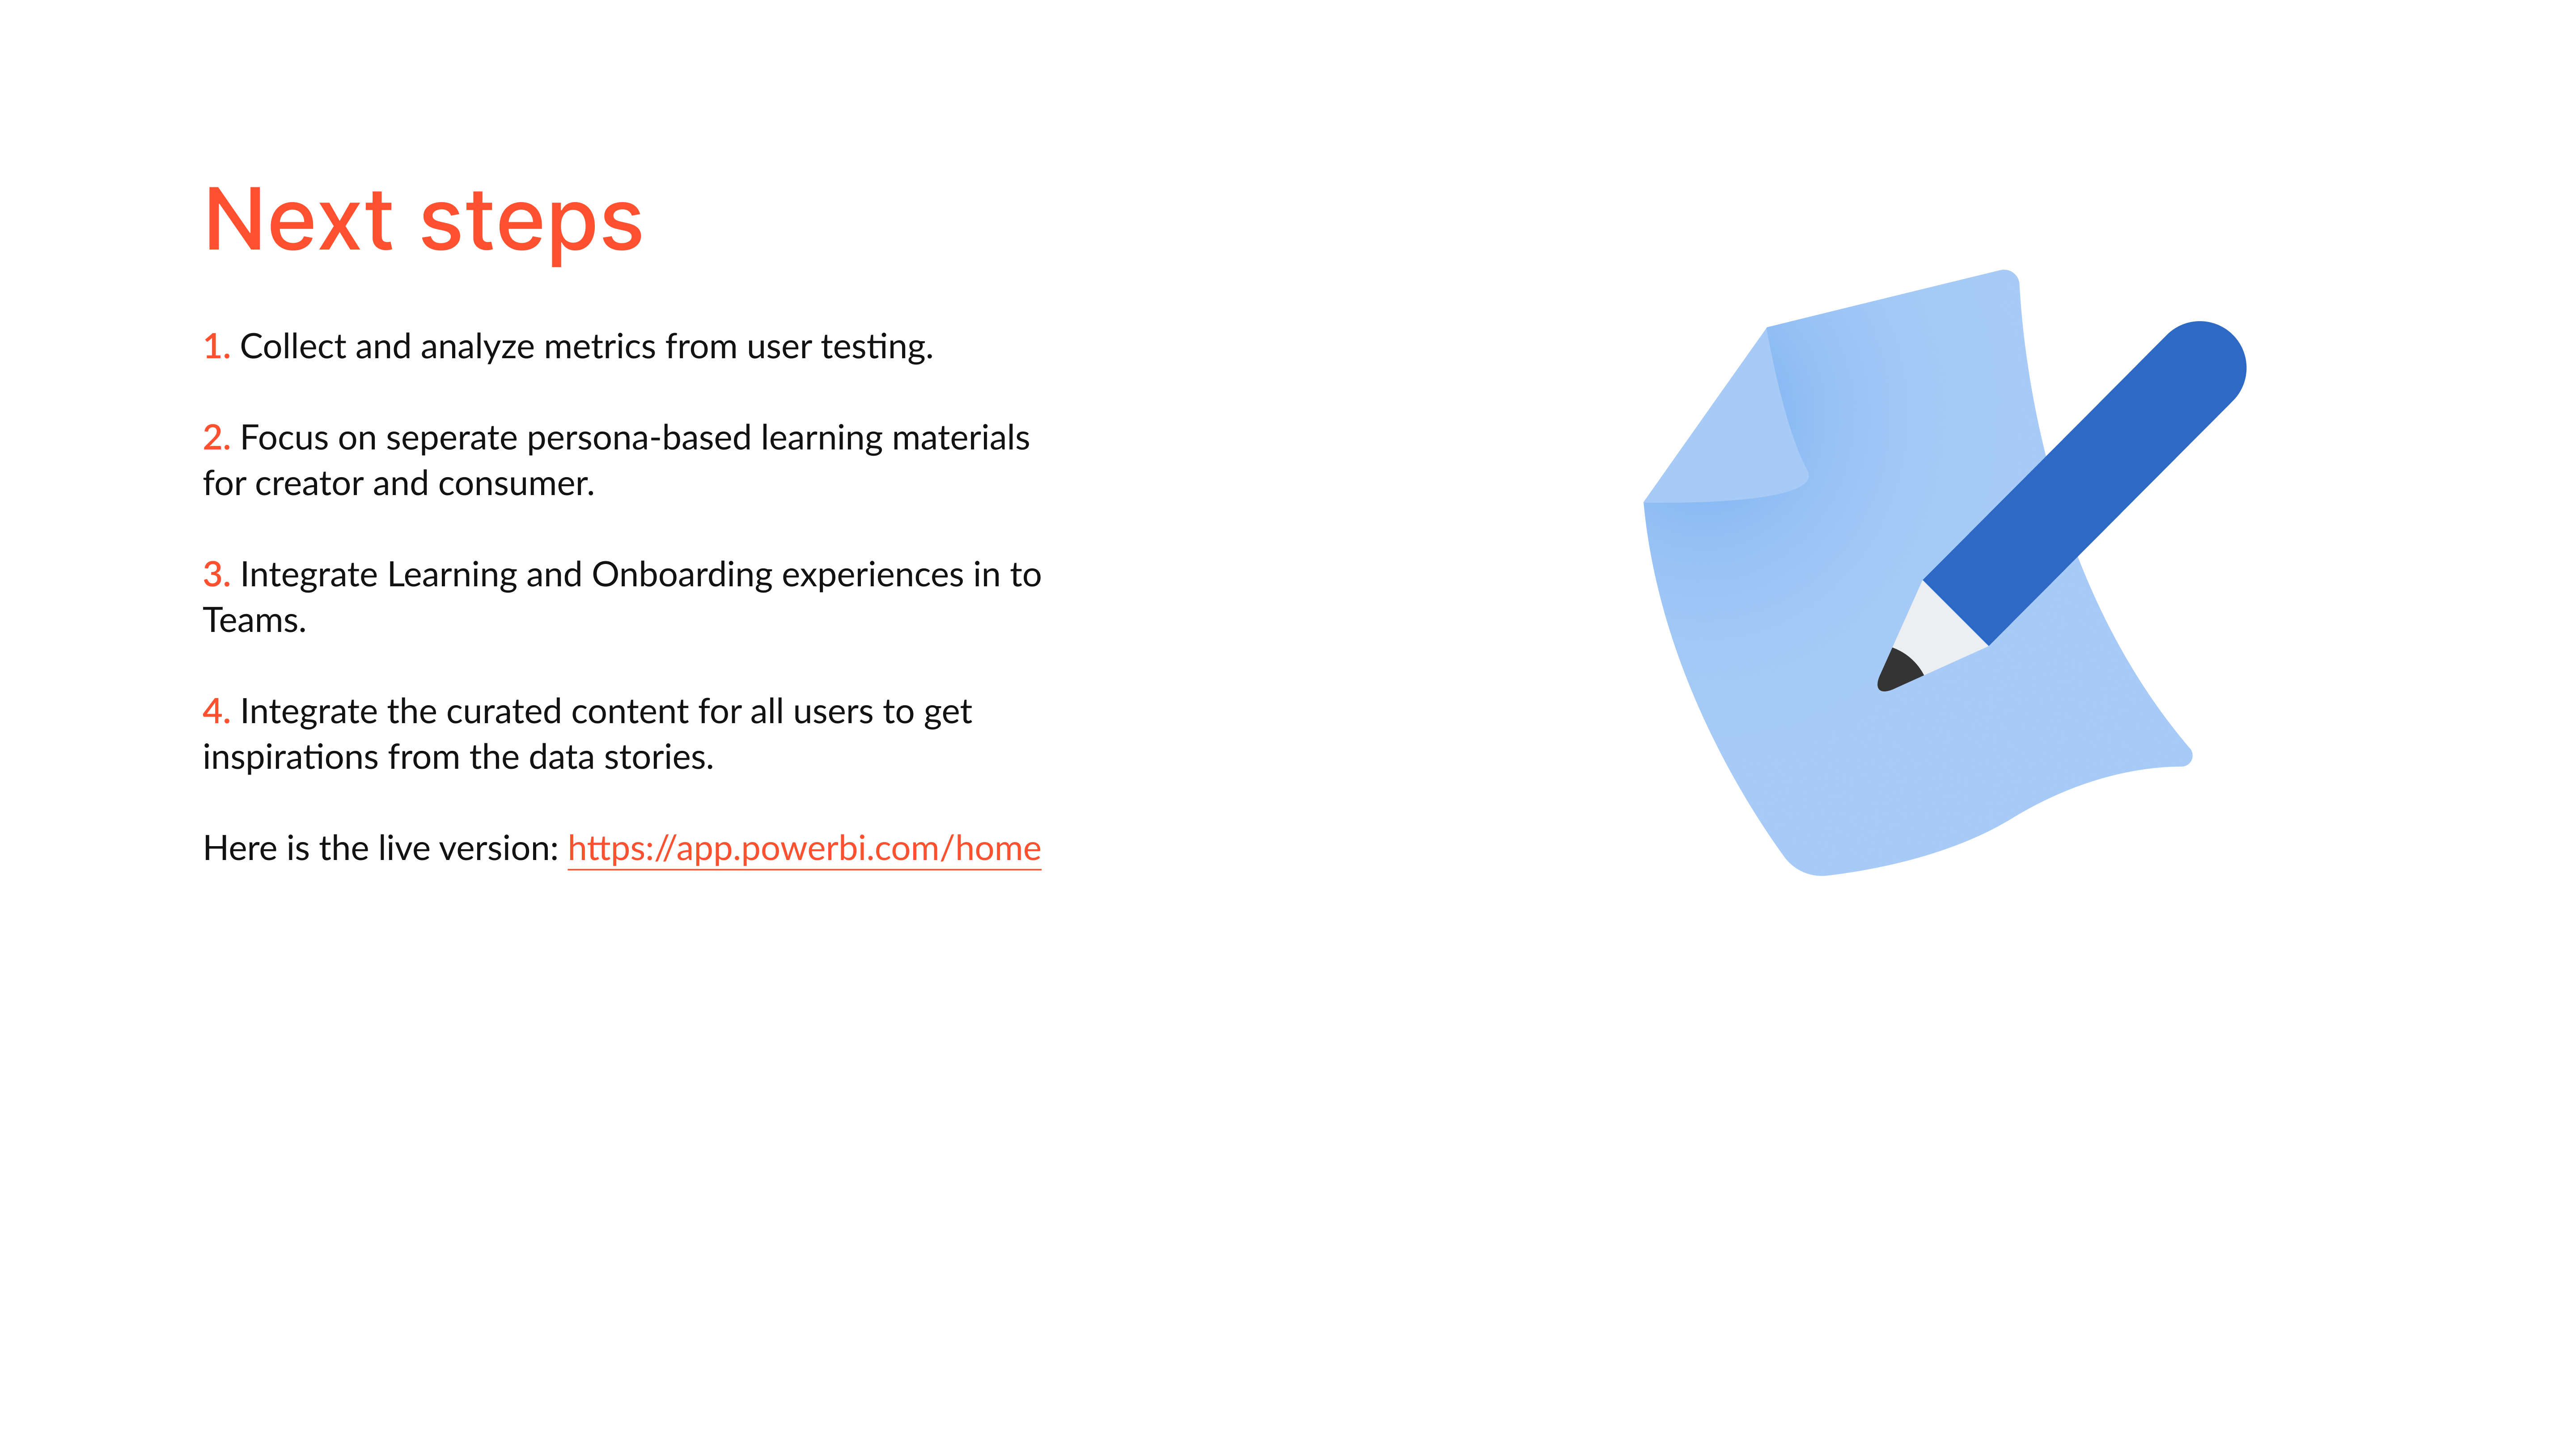 Next steps
1. Collect and analyze metrics from user testing.
2. Focus on seperate persona-based learning materials
for creator and consumer.
3. Integrate Learning and Onboarding experiences in to
Teams.
4. Integrate the curated content for all users to get
inspirations from the data stories.
Here is the live version: https://app.powerbi.com/home